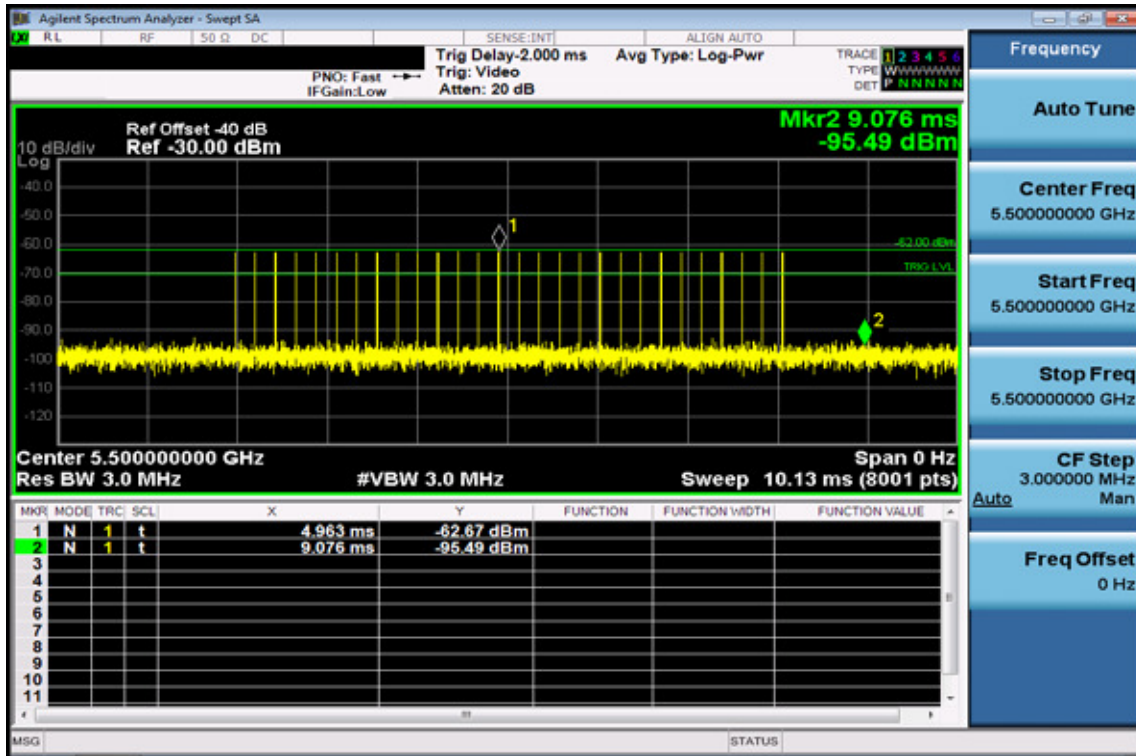 Agilent Spectrum Analyzer - Swept SA
RL RF 50 Ω DC SENSE:INT ALIGN AUTO
Trig Delay-2.000 ms Avg Type: Log-Pwr TRACE 1 2 3 4 5 6
PNO: Fast Trig: Video TYPE WWWWWWW
IFGain:Low Atten: 20 dB DET P N N N N N
Mkr2 9.076 ms
-95.49 dBm
Ref Offset -40 dB
10 dB/div Ref -30.00 dBm
Log
-40.0
-50.0
-60.0
-70.0
-80.0
-90.0
-100
-110
-120
1
-62.00 dBm
TRIG LVL
2
Center 5.500000000 GHz Span 0 Hz
Res BW 3.0 MHz #VBW 3.0 MHz Sweep 10.13 ms (8001 pts)
MKR MODE TRC SCL X Y FUNCTION FUNCTION WIDTH FUNCTION VALUE
1 N 1 t 4.963 ms -62.67 dBm
2 N 1 t 9.076 ms -95.49 dBm
3
4
5
6
7
8
9
10
11
MSG STATUS
Frequency
Auto Tune
Center Freq
5.500000000 GHz
Start Freq
5.500000000 GHz
Stop Freq
5.500000000 GHz
CF Step
3.000000 MHz
Auto Man
Freq Offset
0 Hz